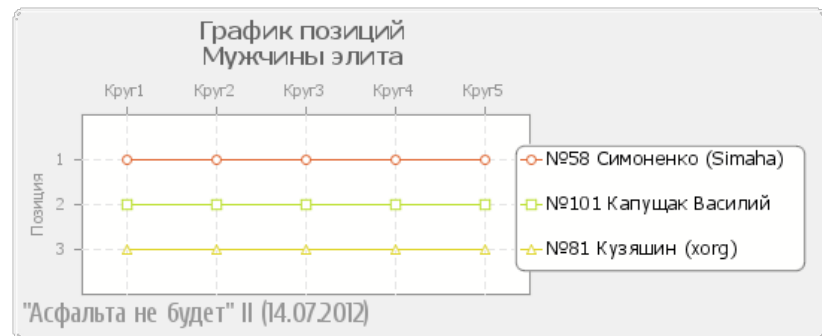 График позиций
Мужчины элита
Круг1 Круг2 Круг3 Круг4 Круг5
Позиция
1
2
3
№58 Симоненко (Simaha)
№101 Капущак Василий
№81 Кузяшин (xorg)
"Асфальта не будет" II (14.07.2012)